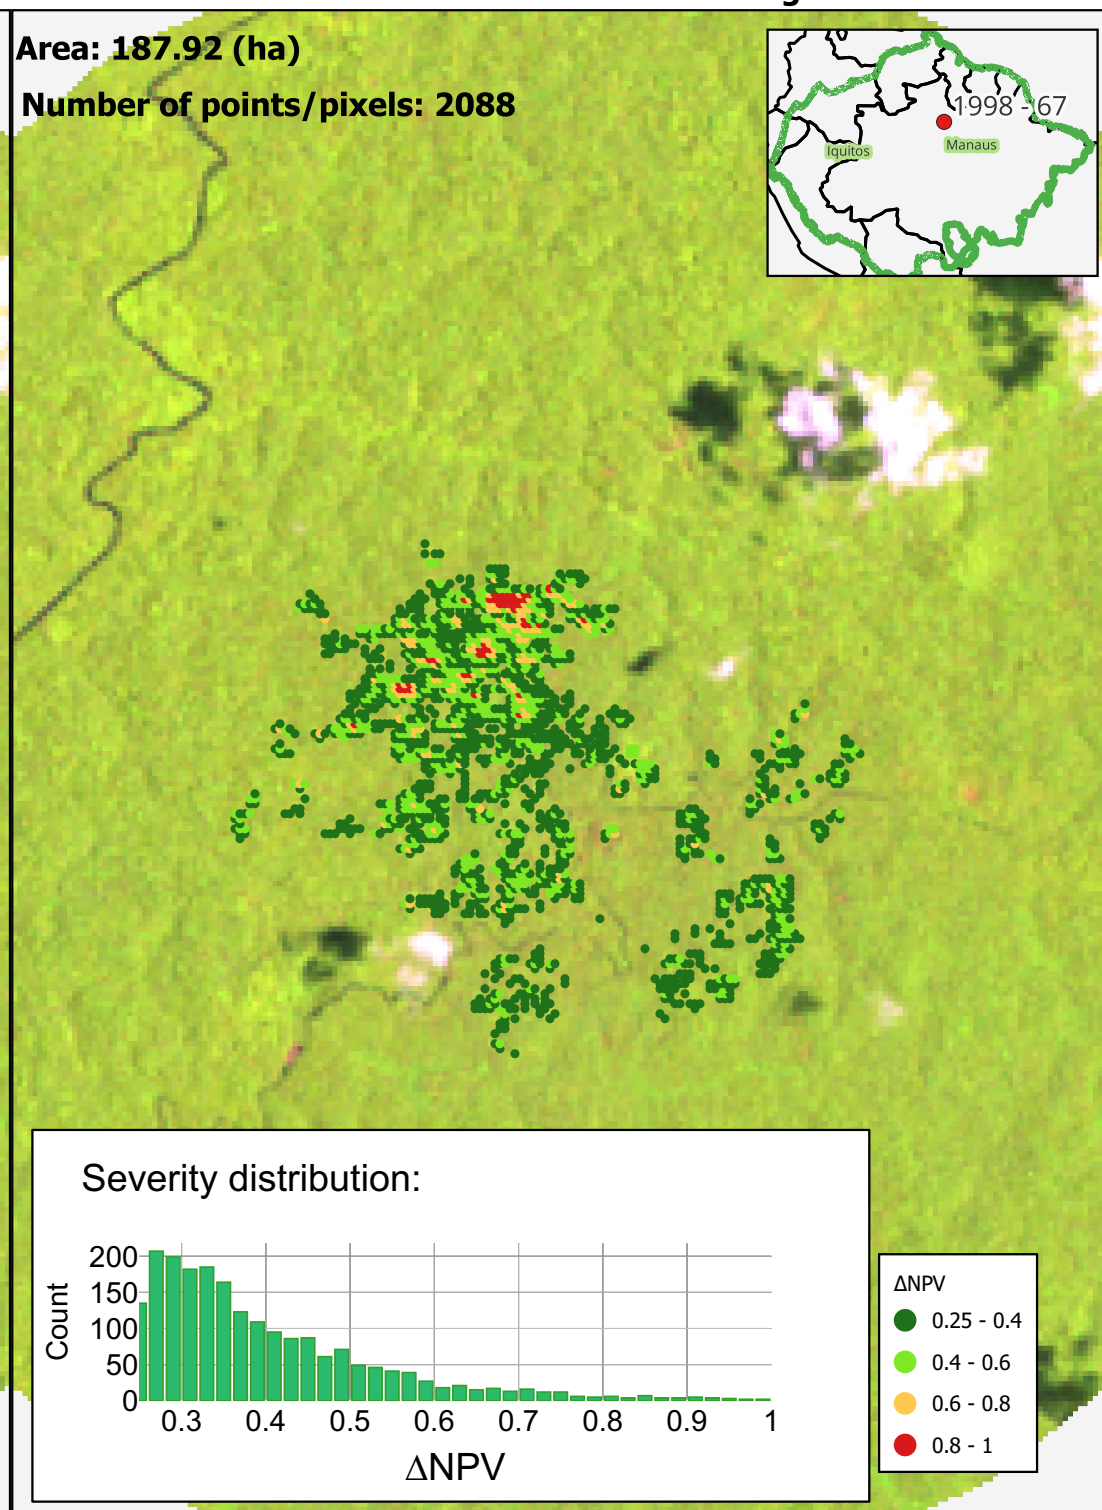 Area: 187.92 (ha)
Number of points/pixels: 2088
1998 - 67
Iquitos
Manaus
Severity distribution:
Count
200
150
100
50
0
0.3 0.4 0.5 0.6 0.7 0.8 0.9 1
ΔNPV
ΔNPV
0.25 - 0.4
0.4 - 0.6
0.6 - 0.8
0.8 - 1